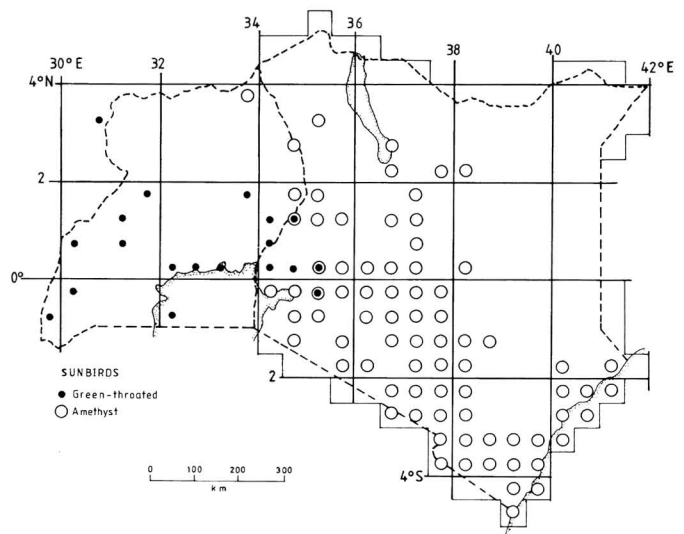 34 36 38 40
30°E 32 42°E
4°N
2
0°
2
4°S
SUNBIRDS
Green-throated
Amethyst
0 100 200 300
km